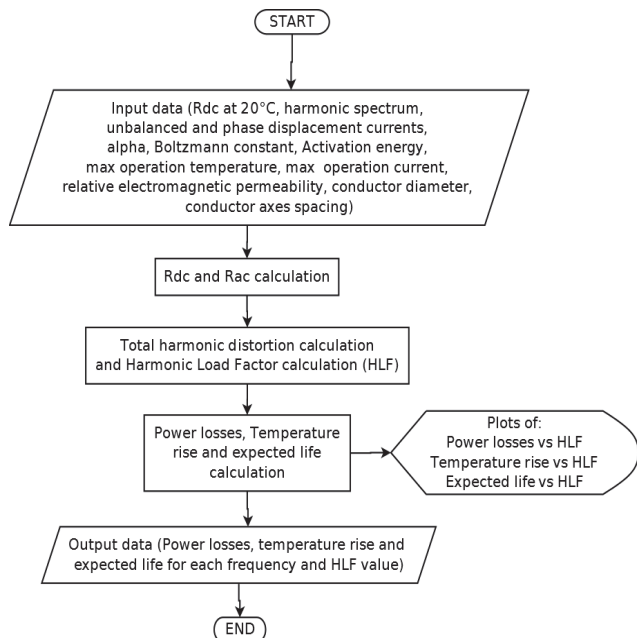 START
Input data (Rdc at 20°C, harmonic spectrum,
unbalanced and phase displacement currents,
alpha, Boltzmann constant, Activation energy,
max operation temperature, max operation current,
relative electromagnetic permeability, conductor diameter,
conductor axes spacing)
Rdc and Rac calculation
Total harmonic distortion calculation
and Harmonic Load Factor calculation (HLF)
Power losses, Temperature
rise and expected life
calculation
Plots of:
Power losses vs HLF
Temperature rise vs HLF
Expected life vs HLF
Output data (Power losses, temperature rise and
expected life for each frequency and HLF value)
END